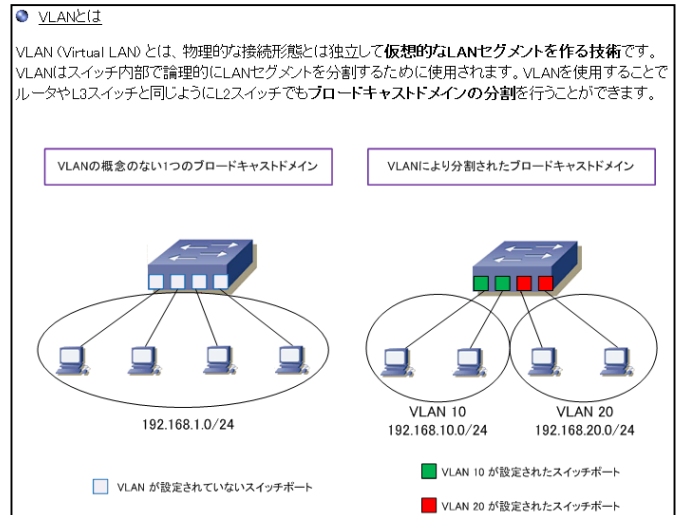 VLANとは
VLAN (Virtual LAN) とは、物理的な接続形態とは独立して仮想的なLANセグメントを作る技術です。
VLANはスイッチ内部で論理的にLANセグメントを分割するために使用されます。VLANを使用することで
ルータやL3スイッチと同じようにL2スイッチでもブロードキャストドメインの分割を行うことができます。
VLANの概念のない1つのブロードキャストドメイン
VLANにより分割されたブロードキャストドメイン
192.168.1.0/24
VLAN 10
192.168.10.0/24
VLAN 20
192.168.20.0/24
VLAN が設定されていないスイッチポート
VLAN 10 が設定されたスイッチポート
VLAN 20 が設定されたスイッチポート